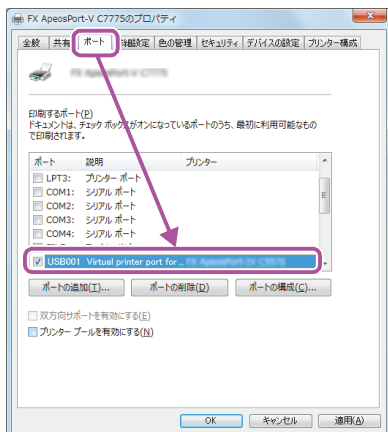 FX ApeosPort-V C7775のプロパティ
全般 共有 ポート 詳細設定 色の管理 セキュリティ デバイスの設定 プリンター構成
印刷するポート(P)
ドキュメントは、チェック ボックスがオンになっているポートのうち、最初に利用可能なもの
で印刷されます。
ポート 説明 プリンター
LPT3: プリンター ポート
COM1: シリアル ポート
COM2: シリアル ポート
COM3: シリアル ポート
COM4: シリアル ポート
USB001 Virtual printer port for ...
ポートの追加(T)... ポートの削除(D) ポートの構成(C)...
双方向サポートを有効にする(E)
プリンター プールを有効にする(N)
OK キャンセル 適用(A)